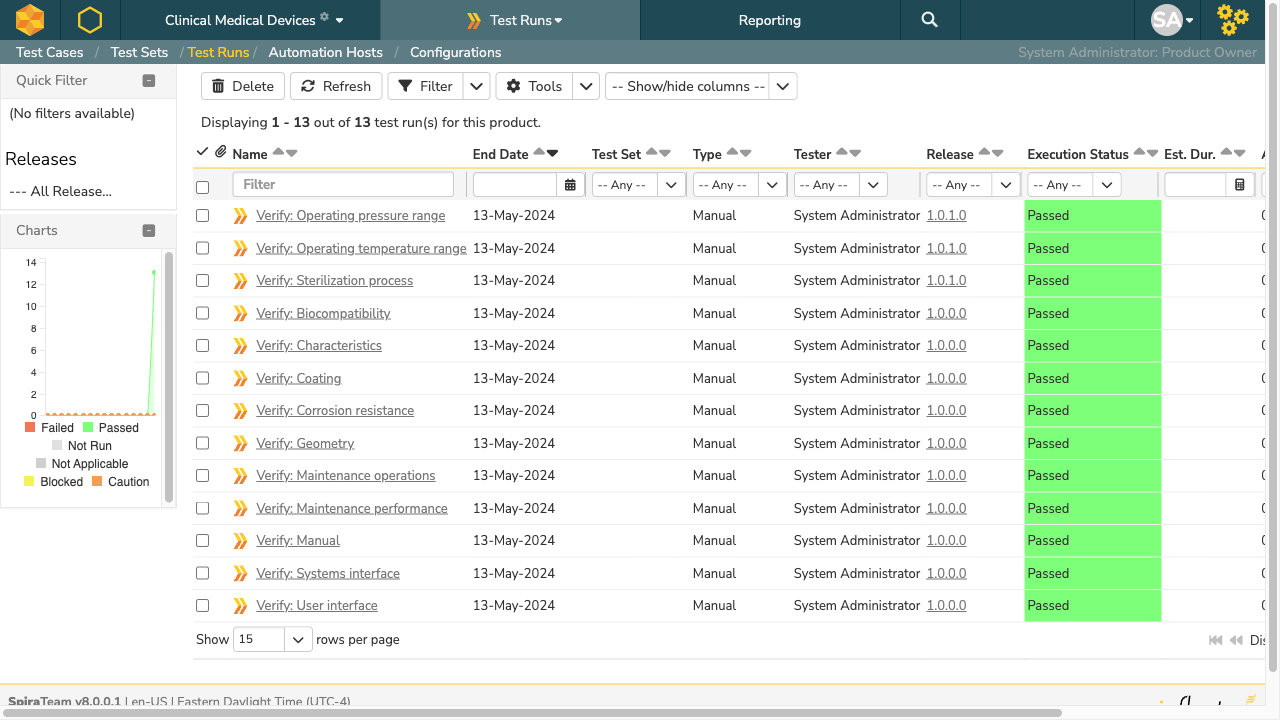 Clinical Medical Devices
Test Runs
Reporting
SA
Test Cases / Test Sets / Test Runs / Automation Hosts / Configurations
System Administrator: Product Owner
Quick Filter
(No filters available)
Releases
--- All Release...
Charts
14
12
10
8
6
4
2
0
Failed Passed
Not Run
Not Applicable
Blocked Caution
Delete Refresh Filter Tools -- Show/hide columns --
Displaying 1 - 13 out of 13 test run(s) for this product.
Name End Date Test Set Type Tester Release Execution Status Est. Dur.
Filter -- Any -- -- Any -- -- Any -- -- Any -- -- Any --
Verify: Operating pressure range 13-May-2024 Manual System Administrator 1.0.1.0 Passed
Verify: Operating temperature range 13-May-2024 Manual System Administrator 1.0.1.0 Passed
Verify: Sterilization process 13-May-2024 Manual System Administrator 1.0.1.0 Passed
Verify: Biocompatibility 13-May-2024 Manual System Administrator 1.0.0.0 Passed
Verify: Characteristics 13-May-2024 Manual System Administrator 1.0.0.0 Passed
Verify: Coating 13-May-2024 Manual System Administrator 1.0.0.0 Passed
Verify: Corrosion resistance 13-May-2024 Manual System Administrator 1.0.0.0 Passed
Verify: Geometry 13-May-2024 Manual System Administrator 1.0.0.0 Passed
Verify: Maintenance operations 13-May-2024 Manual System Administrator 1.0.0.0 Passed
Verify: Maintenance performance 13-May-2024 Manual System Administrator 1.0.0.0 Passed
Verify: Manual 13-May-2024 Manual System Administrator 1.0.0.0 Passed
Verify: Systems interface 13-May-2024 Manual System Administrator 1.0.0.0 Passed
Verify: User interface 13-May-2024 Manual System Administrator 1.0.0.0 Passed
Show 15 rows per page
SpiraTeam v8.0.0.1 | en-US | Eastern Daylight Time (UTC-4)